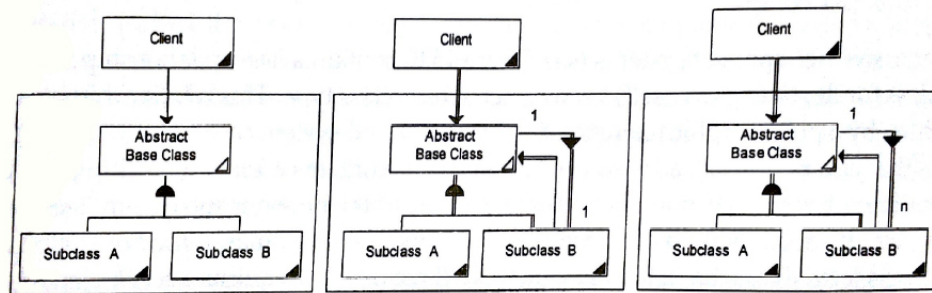 Client
Abstract
Base Class
Subclass A
Subclass B
Client
1
Abstract
Base Class
1
Subclass A
Subclass B
Client
1
Abstract
Base Class
n
Subclass A
Subclass B